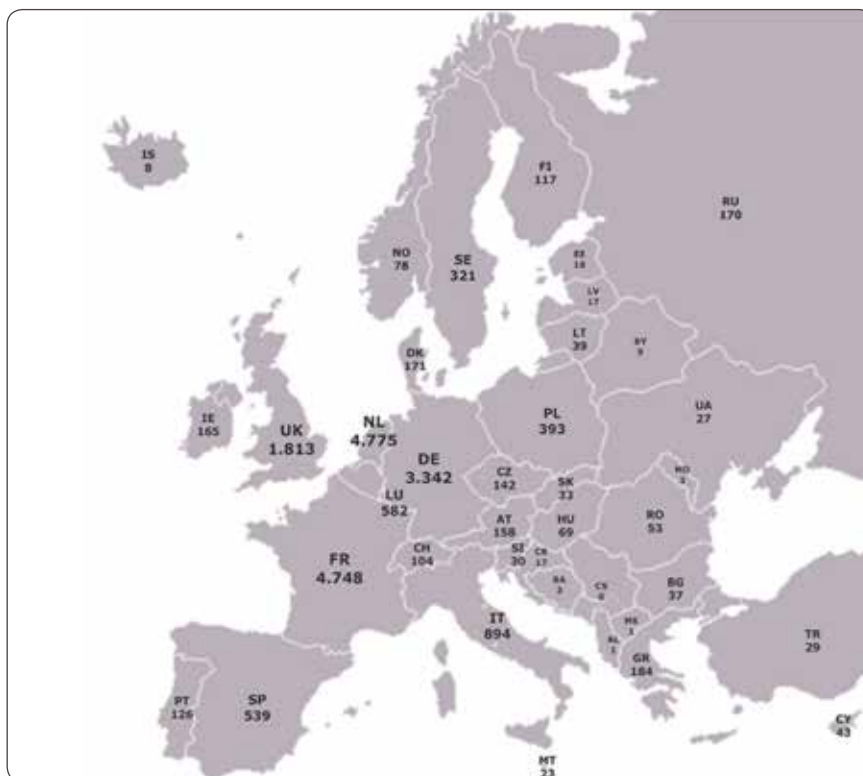 IS
8
FI
117
RU
170
NO
78
SE
321
EE
18
LV
17
LT
39
BY
9
DK
171
IE
165
UK
1.813
NL
4.775
DE
3.342
PL
393
UA
27
LU
582
CZ
142
SK
33
MO
AT
158
HU
69
RO
53
FR
4.748
CH
104
SI
30
CR
17
BA
CS
BG
37
IT
894
MK
AL
GR
184
TR
29
PT
126
SP
539
CY
43
MT
23